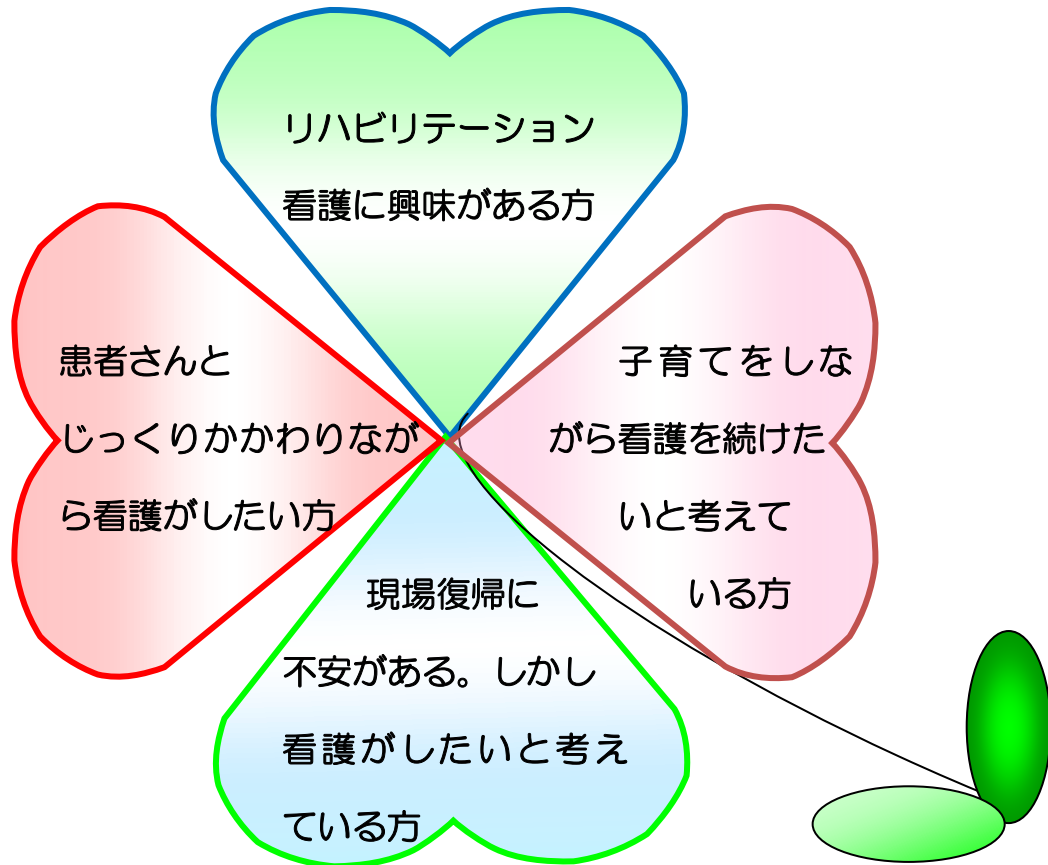 リハビリテーション
看護に興味がある方
患者さんと
じっくりかかわりなが
ら看護がしたい方
子育てをしな
がら看護を続けた
いと考えて
いる方
現場復帰に
不安がある。しかし
看護がしたいと考え
ている方